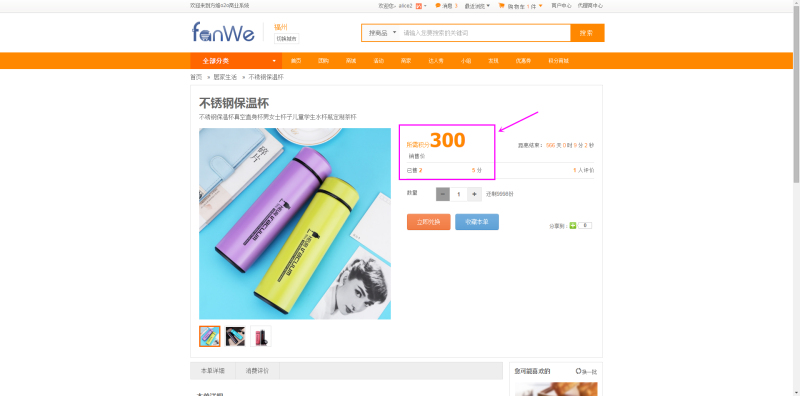 欢迎来到方维o2o商业系统
欢迎您，
消息 3
最近浏览
购物车 1 件
用户中心
代理商中心
fanWe
福州
切换城市
搜商品
请输入您要搜索的关键词
搜索
全部分类
首页
团购
商城
活动
商家
达人秀
小组
发现
优惠券
积分商城
首页 » 居家生活 » 不锈钢保温杯
不锈钢保温杯
不锈钢保温杯真空直身杯男女士杯子儿童学生水杯瓶定制茶杯
所需积分 300
距离结束：
天 0 时 9 分 2 秒
销售价
已售 2
5 分
1 人评价
数量
−
1
+
还剩9998份
立即兑换
收藏本单
分享到：
0
本单详细
消费评价
您可能喜欢的
换一批
本单详细